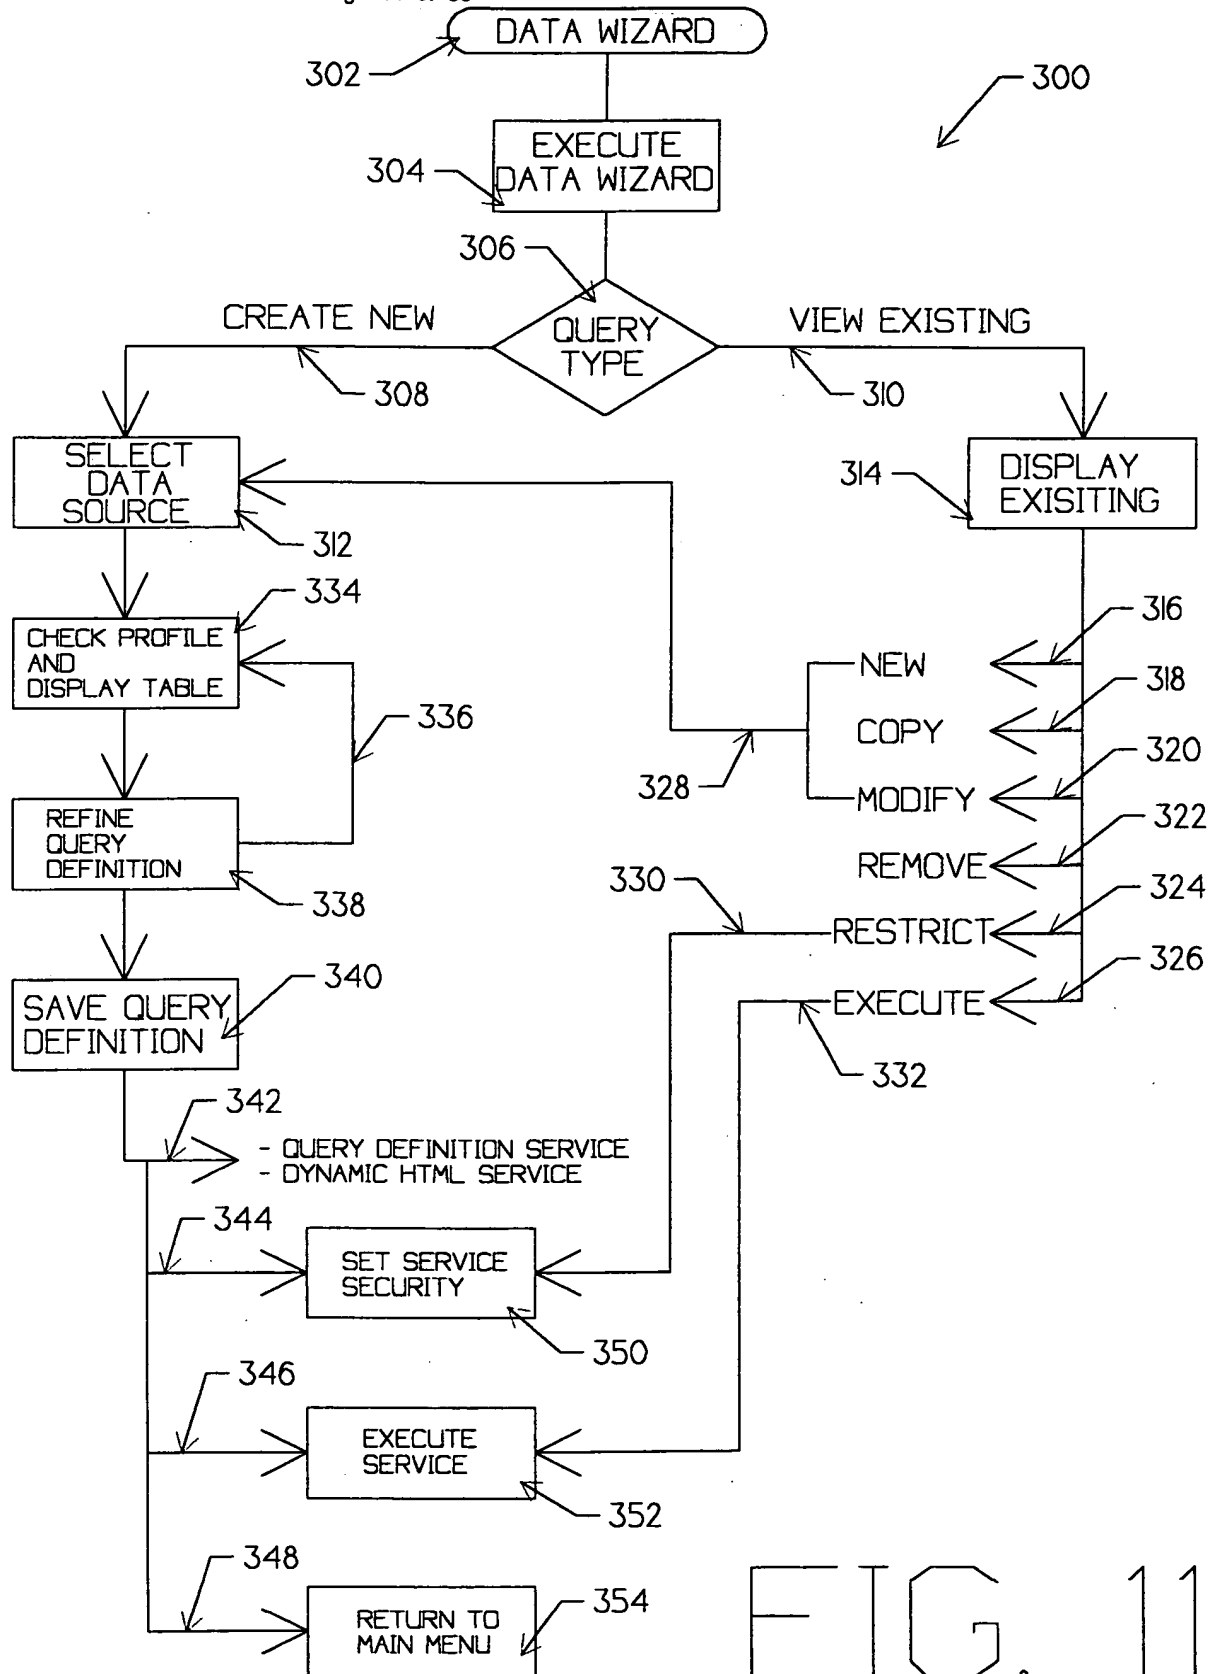 DATA WIZARD
302
300
EXECUTE
DATA WIZARD
304
306
CREATE NEW
QUERY
TYPE
VIEW EXISTING
308
310
SELECT
DATA
SOURCE
312
314
DISPLAY
EXISITING
334
CHECK PROFILE
AND
DISPLAY TABLE
316
NEW
318
COPY
336
320
MODIFY
328
322
REMOVE
REFINE
QUERY
DEFINITION
338
330
324
RESTRICT
326
EXECUTE
332
340
SAVE QUERY
DEFINITION
342
- QUERY DEFINITION SERVICE
- DYNAMIC HTML SERVICE
344
SET SERVICE
SECURITY
350
346
EXECUTE
SERVICE
352
348
RETURN TO
MAIN MENU
354
FIG. 11